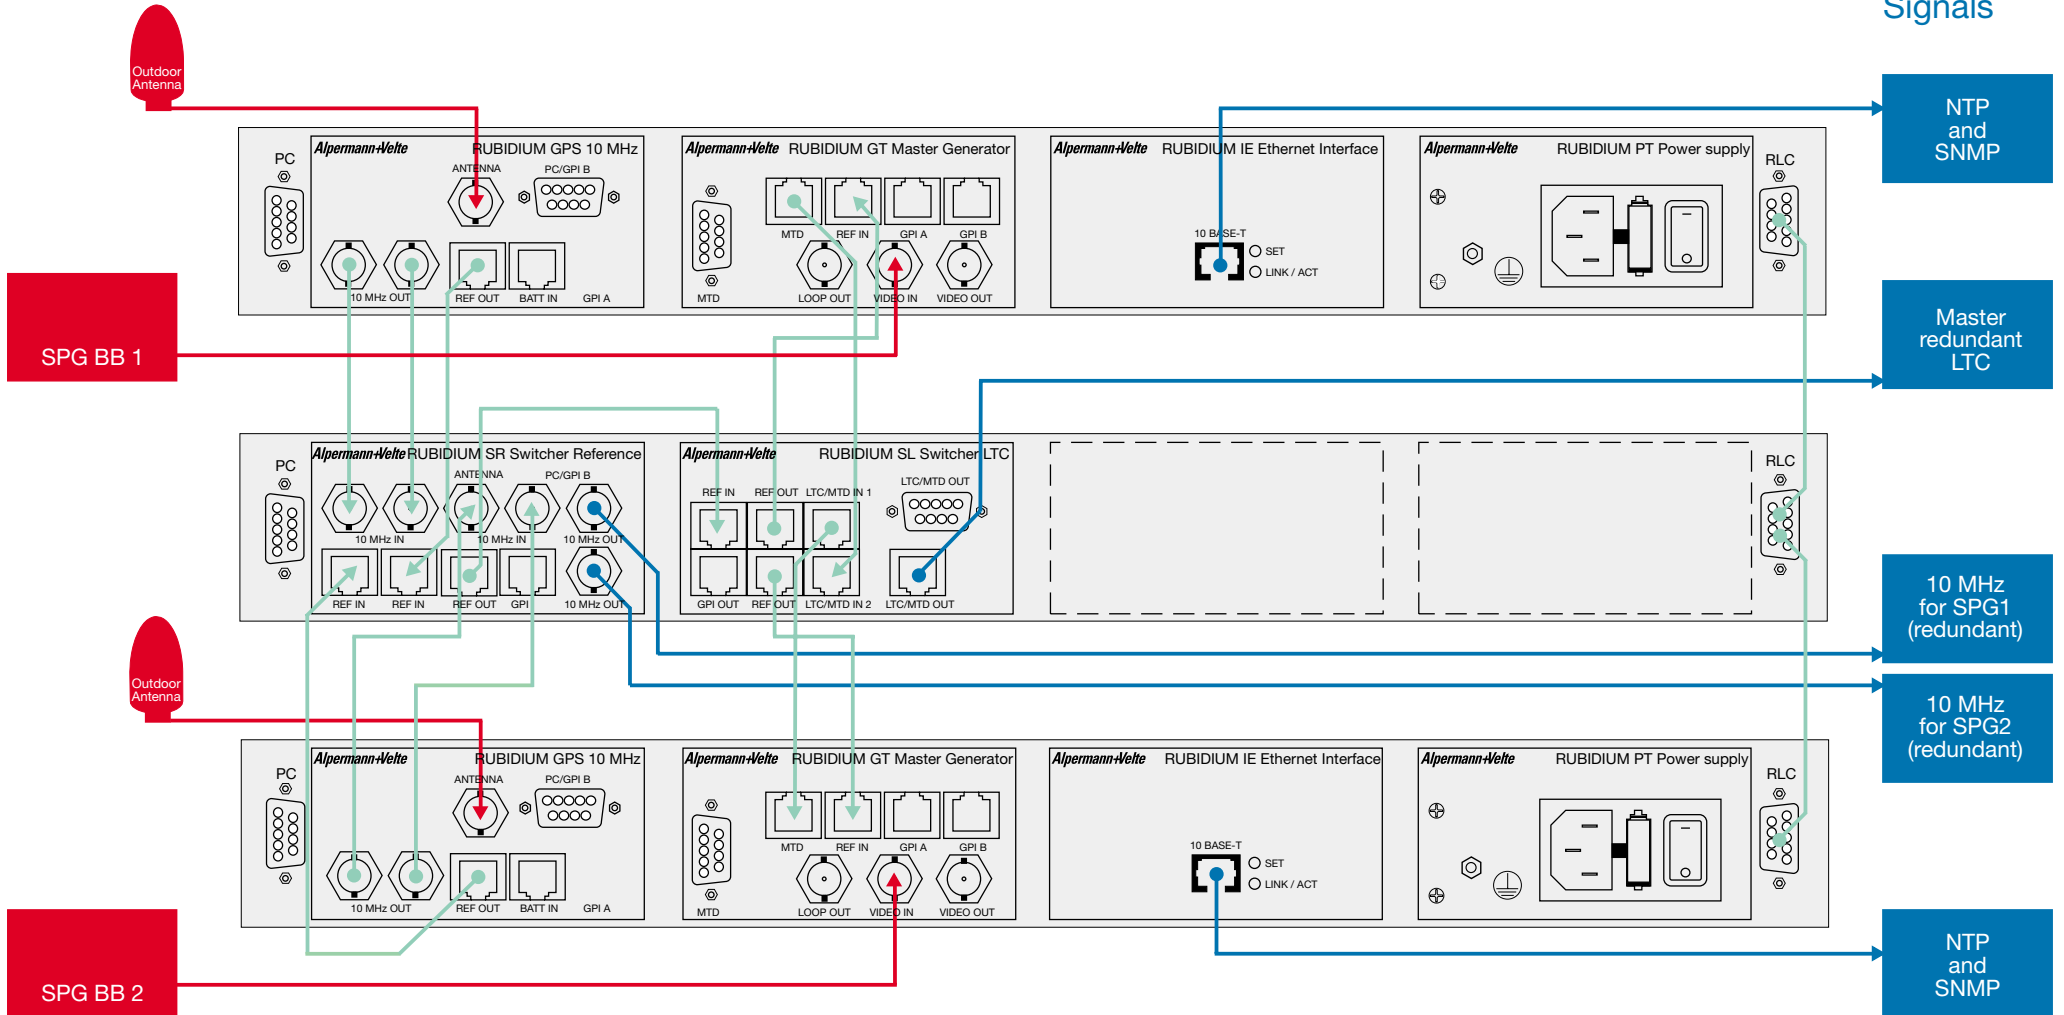 Signals
Outdoor
Antenna
NTP
and
SNMP
PC
Alpermann+Velte RUBIDIUM GPS 10 MHz
ANTENNA PC/GPI B
10 MHz OUT REF OUT BATT IN GPI A
Alpermann+Velte RUBIDIUM GT Master Generator
MTD REF IN GPI A GPI B
MTD LOOP OUT VIDEO IN VIDEO OUT
Alpermann+Velte RUBIDIUM IE Ethernet Interface
10 BASE-T
SET
LINK / ACT
Alpermann+Velte RUBIDIUM PT Power supply
RLC
SPG BB 1
Master
redundant
LTC
PC
Alpermann+Velte RUBIDIUM SR Switcher Reference
ANTENNA PC/GPI B
10 MHz IN 10 MHz IN 10 MHz OUT
REF IN REF IN REF OUT GPI 10 MHz OUT
Alpermann+Velte RUBIDIUM SL Switcher LTC
REF IN REF OUT LTC/MTD IN 1 LTC/MTD OUT
GPI OUT REF OUT LTC/MTD IN 2 LTC/MTD OUT
RLC
10 MHz
for SPG1
(redundant)
Outdoor
Antenna
10 MHz
for SPG2
(redundant)
PC
Alpermann+Velte RUBIDIUM GPS 10 MHz
ANTENNA PC/GPI B
10 MHz OUT REF OUT BATT IN GPI A
Alpermann+Velte RUBIDIUM GT Master Generator
MTD REF IN GPI A GPI B
MTD LOOP OUT VIDEO IN VIDEO OUT
Alpermann+Velte RUBIDIUM IE Ethernet Interface
10 BASE-T
SET
LINK / ACT
Alpermann+Velte RUBIDIUM PT Power supply
RLC
SPG BB 2
NTP
and
SNMP